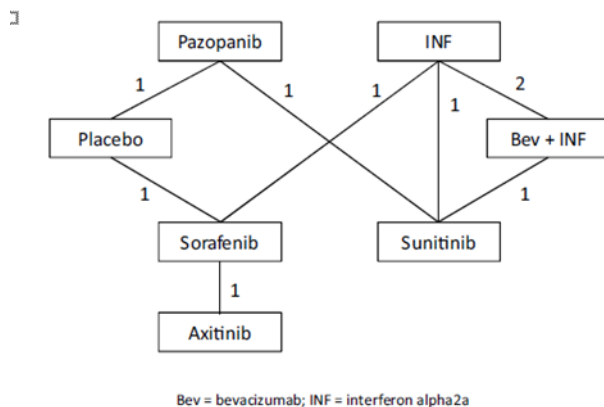 Pazopanib INF
1 1 1 1 2
Placebo Bev + INF
1 1
Sorafenib Sunitinib
1
Axitinib
Bev = bevacizumab; INF = interferon alpha2a